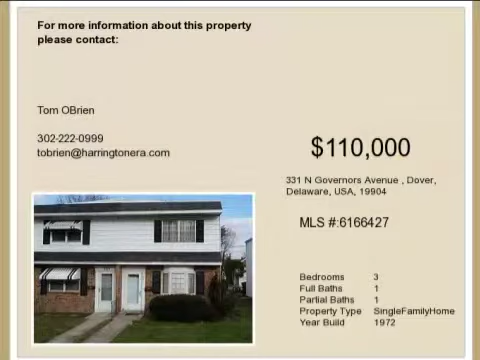 For more information about this property
please contact:
Tom OBrien
302-222-0999
tobrien@harringtonera.com
$110,000
331 N Governors Avenue , Dover,
Delaware, USA, 19904
MLS #:6166427
Bedrooms 3
Full Baths 1
Partial Baths 1
Property Type SingleFamilyHome
Year Build 1972